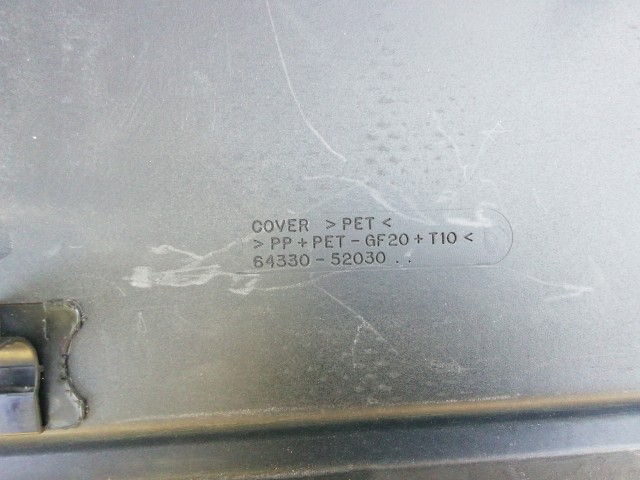 COVER >PET<
>PP+PET-GF20+T10<
64330-52030..